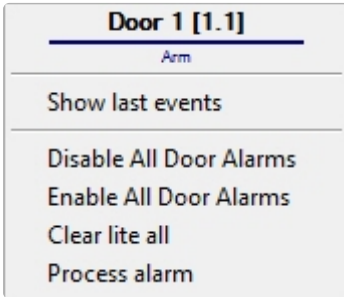 Door 1 [1.1]
Arm
Show last events
Disable All Door Alarms
Enable All Door Alarms
Clear lite all
Process alarm